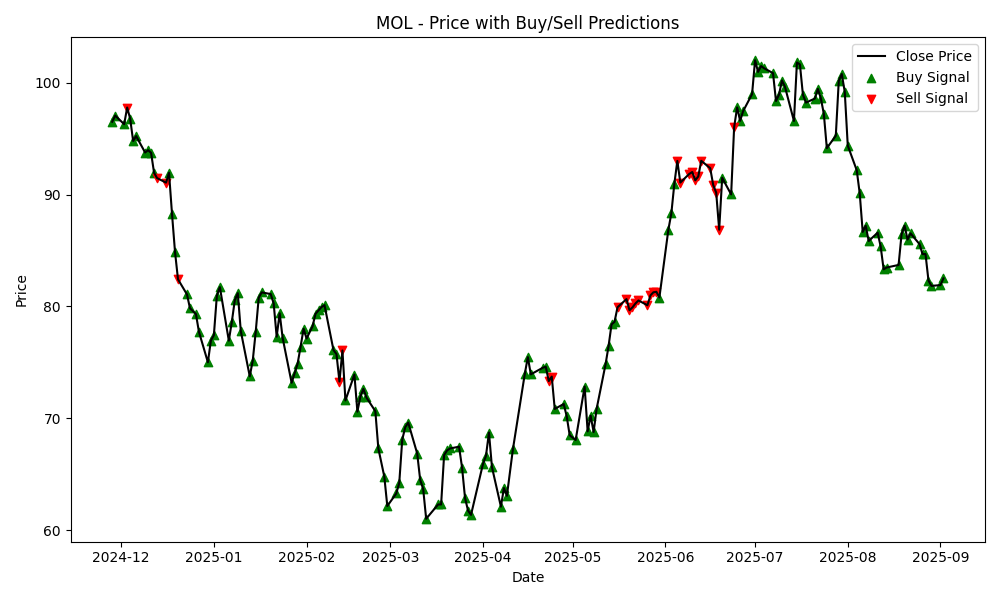 MOL - Price with Buy/Sell Predictions
Close Price
Buy Signal
Sell Signal
Price
100
90
80
70
60
2024-12
2025-01
2025-02
2025-03
2025-04
2025-05
2025-06
2025-07
2025-08
2025-09
Date